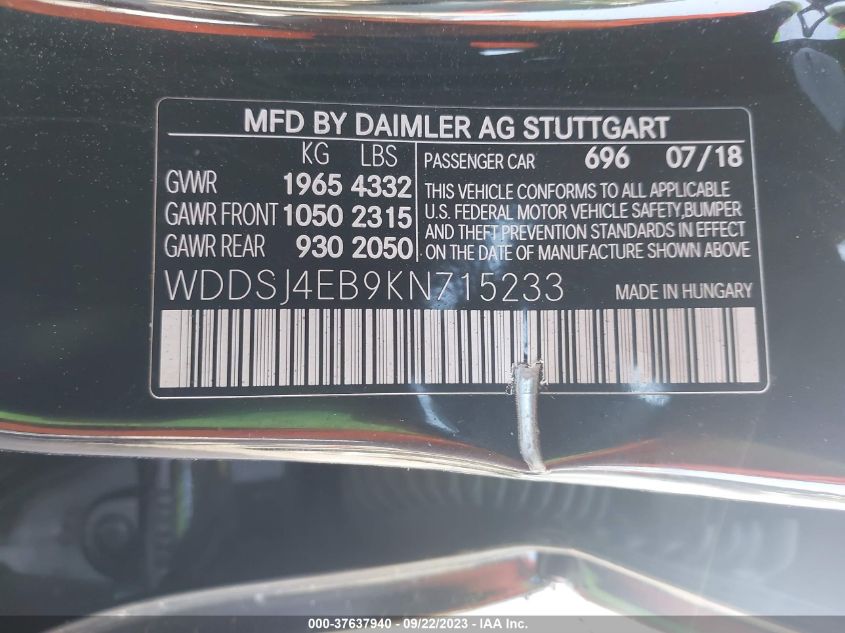 MFD BY DAIMLER AG STUTTGART
KG LBS
GVWR 1965 4332
GAWR FRONT 1050 2315
GAWR REAR 930 2050
PASSENGER CAR 696 07/18
THIS VEHICLE CONFORMS TO ALL APPLICABLE
U.S. FEDERAL MOTOR VEHICLE SAFETY,BUMPER
AND THEFT PREVENTION STANDARDS IN EFFECT
ON THE DATE OF MANUFACTURE SHOWN ABOVE
WDDSJ4EB9KN715233 MADE IN HUNGARY
000-37637940 - 09/22/2023 - IAAI Inc.